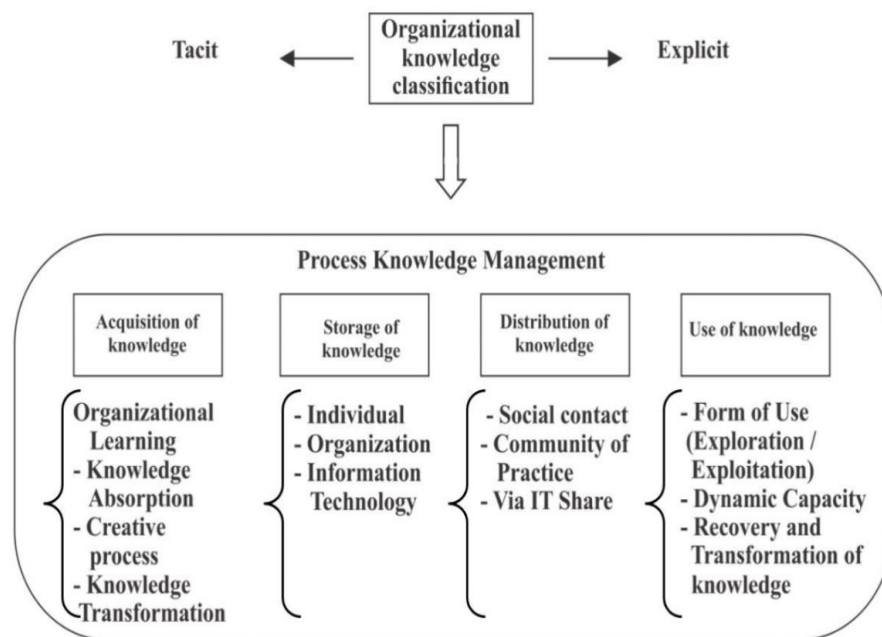 Organizational
knowledge
classification
Tacit
Explicit
Process Knowledge Management
Acquisition of
knowledge
Storage of
knowledge
Distribution of
knowledge
Use of knowledge
Organizational
Learning
- Knowledge
Absorption
- Creative
process
- Knowledge
Transformation
- Individual
- Organization
- Information
Technology
- Social contact
- Community of
Practice
- Via IT Share
- Form of Use
(Exploration /
Exploitation)
- Dynamic Capacity
- Recovery and
Transformation of
knowledge